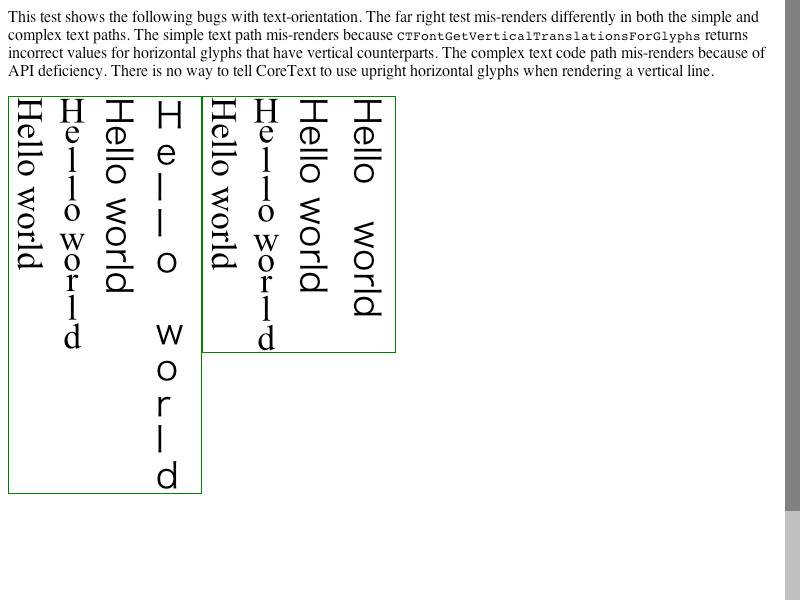 This test shows the following bugs with text-orientation. The far right test mis-renders differently in both the simple and
complex text paths. The simple text path mis-renders because CTFontGetVerticalTranslationsForGlyphs returns
incorrect values for horizontal glyphs that have vertical counterparts. The complex text code path mis-renders because of
API deficiency. There is no way to tell CoreText to use upright horizontal glyphs when rendering a vertical line.
Hello world
Hello world
Hello world
Hello world
Hello world
Hello world
Hello world
Hello world